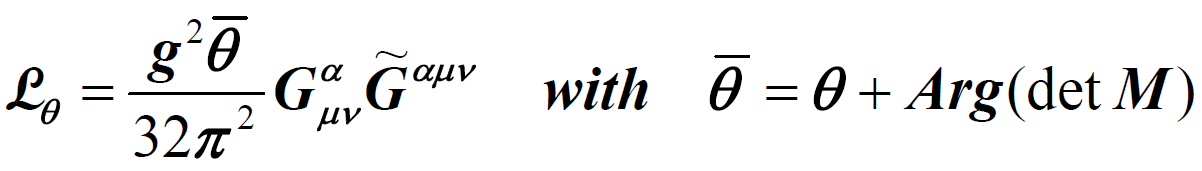 ℒ_θ = g²θ̅ / 32π² G^α_μν G̃^αμν with θ̅ = θ + Arg(det M)